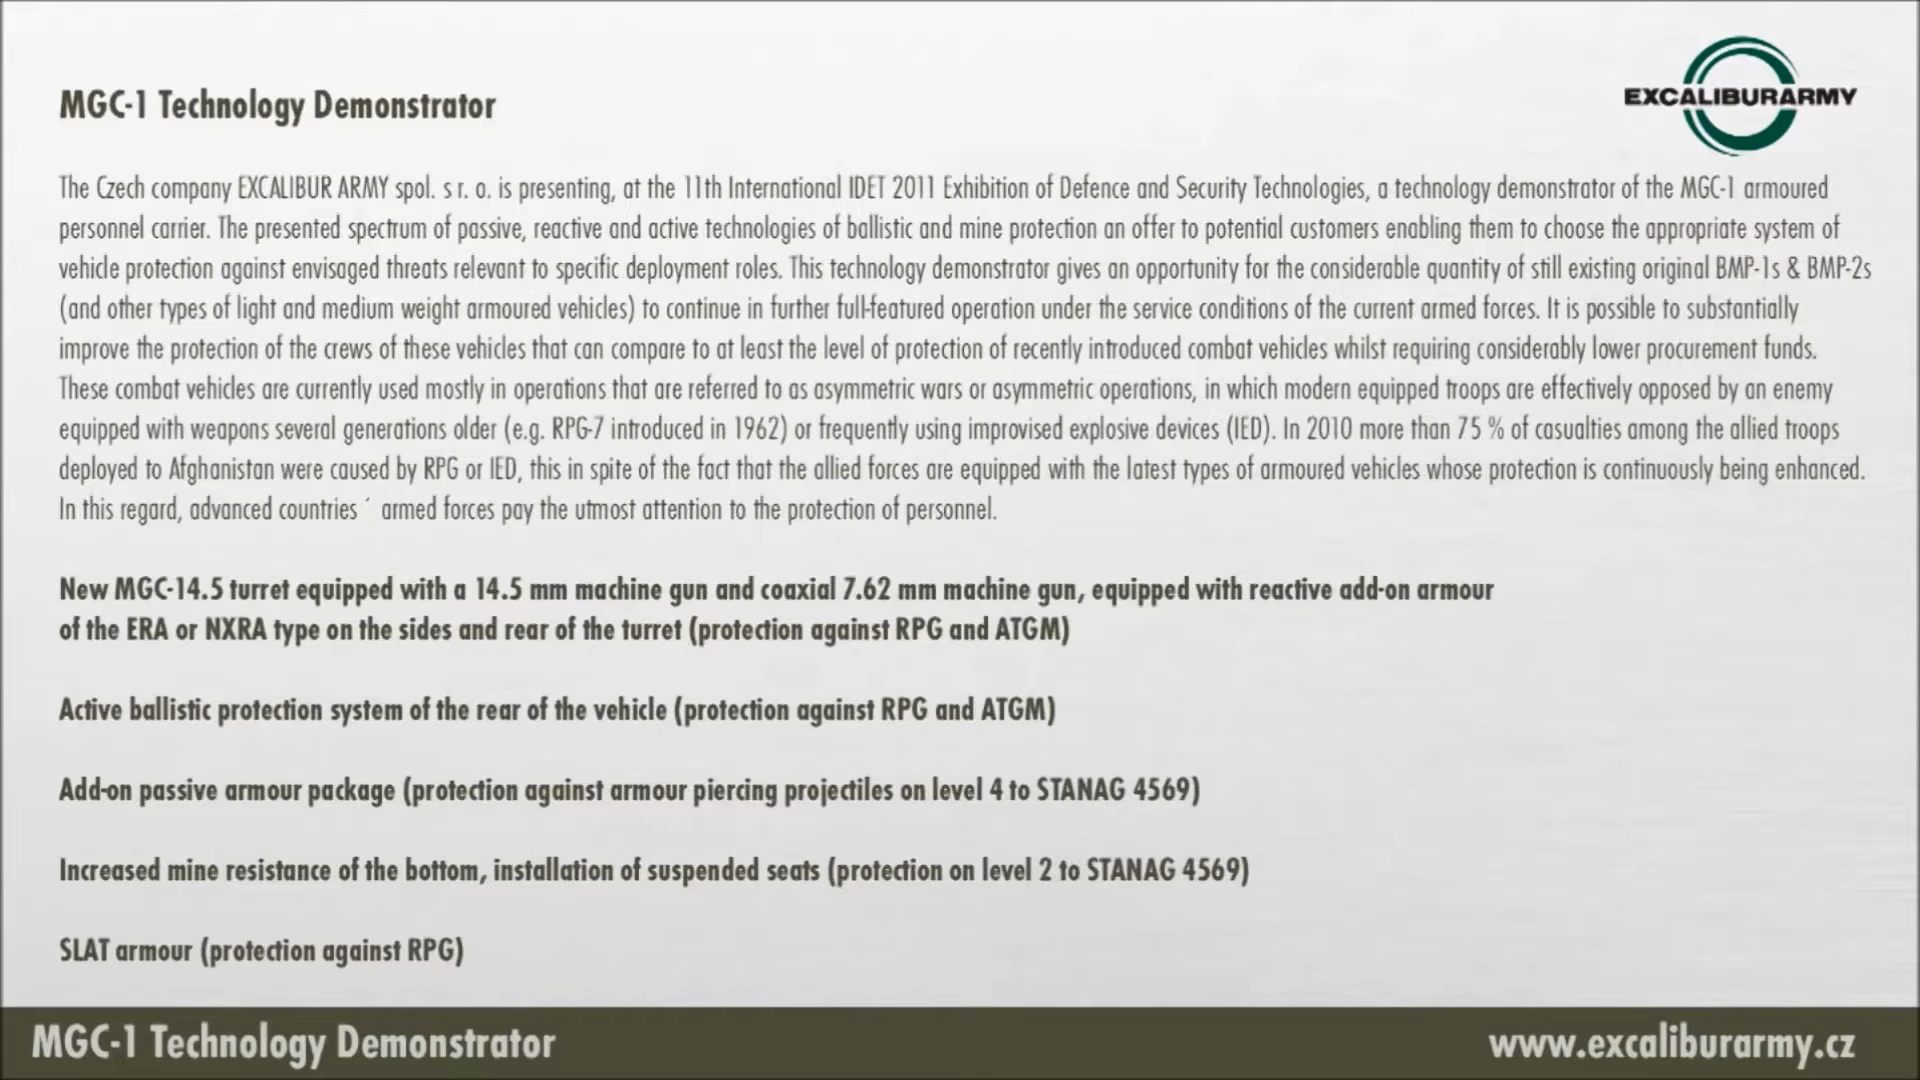 MGC-1 Technology Demonstrator
EXCALIBURARMY
The Czech company EXCALIBUR ARMY spol. s r. o. is presenting, at the 11th International IDET 2011 Exhibition of Defence and Security Technologies, a technology demonstrator of the MGC-1 armoured
personnel carrier. The presented spectrum of passive, reactive and active technologies of ballistic and mine protection an offer to potential customers enabling them to choose the appropriate system of
vehicle protection against envisaged threats relevant to specific deployment roles. This technology demonstrator gives an opportunity for the considerable quantity of still existing original BMP-1s & BMP-2s
(and other types of light and medium weight armoured vehicles) to continue in further full-featured operation under the service conditions of the current armed forces. It is possible to substantially
improve the protection of the crews of these vehicles that can compare to at least the level of protection of recently introduced combat vehicles whilst requiring considerably lower procurement funds.
These combat vehicles are currently used mostly in operations that are referred to as asymmetric wars or asymmetric operations, in which modern equipped troops are effectively opposed by an enemy
equipped with weapons several generations older (e.g. RPG-7 introduced in 1962) or frequently using improvised explosive devices (IED). In 2010 more than 75 % of casualties among the allied troops
deployed to Afghanistan were caused by RPG or IED, this in spite of the fact that the allied forces are equipped with the latest types of armoured vehicles whose protection is continuously being enhanced.
In this regard, advanced countries ´ armed forces pay the utmost attention to the protection of personnel.
New MGC-14.5 turret equipped with a 14.5 mm machine gun and coaxial 7.62 mm machine gun, equipped with reactive add-on armour
of the ERA or NXRA type on the sides and rear of the turret (protection against RPG and ATGM)
Active ballistic protection system of the rear of the vehicle (protection against RPG and ATGM)
Add-on passive armour package (protection against armour piercing projectiles on level 4 to STANAG 4569)
Increased mine resistance of the bottom, installation of suspended seats (protection on level 2 to STANAG 4569)
SLAT armour (protection against RPG)
MGC-1 Technology Demonstrator
www.excaliburarmy.cz